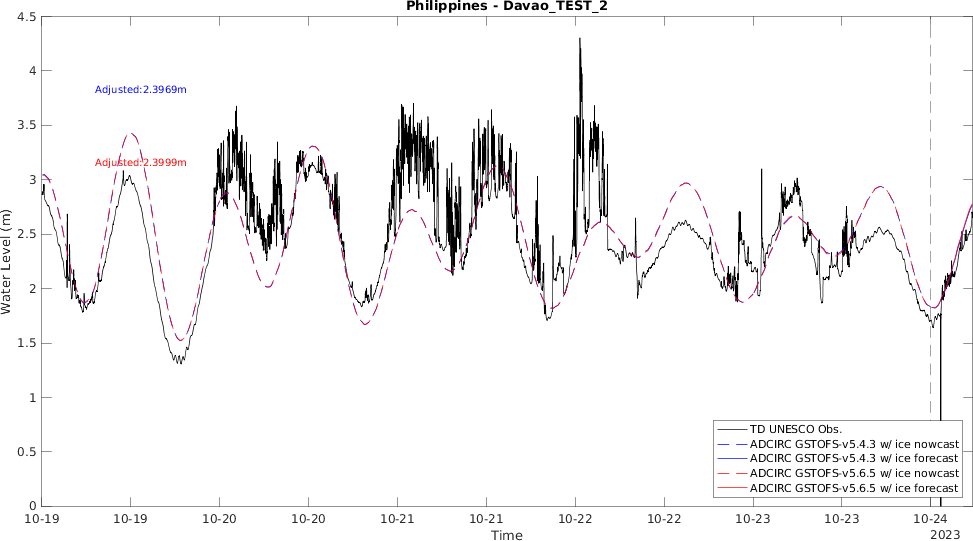 Philippines - Davao_TEST_2
4.5
4
3.5
3
2.5
2
1.5
1
0.5
0
Water Level (m)
Adjusted:2.3969m
Adjusted:2.3999m
TD UNESCO Obs.
ADCIRC GSTOFS-v5.4.3 w/ ice nowcast
ADCIRC GSTOFS-v5.4.3 w/ ice forecast
ADCIRC GSTOFS-v5.6.5 w/ ice nowcast
ADCIRC GSTOFS-v5.6.5 w/ ice forecast
10-19 10-19 10-20 10-20 10-21 10-21 10-22 10-22 10-23 10-23 10-24
2023
Time